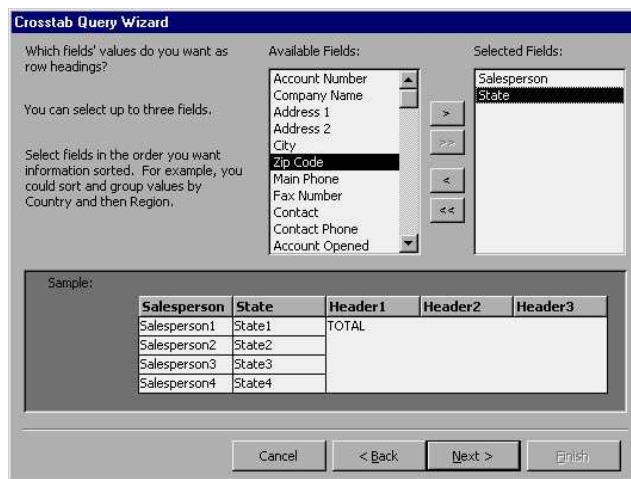 Crosstab Query Wizard
Which fields' values do you want as
row headings?
You can select up to three fields.
Select fields in the order you want
information sorted. For example, you
could sort and group values by
Country and then Region.
Available Fields:
Account Number
Company Name
Address 1
Address 2
City
Zip Code
Main Phone
Fax Number
Contact
Contact Phone
Account Opened
>
>>
<
<<
Selected Fields:
Salesperson
State
Sample:
Salesperson State Header1 Header2 Header3
Salesperson1 State1 TOTAL
Salesperson2 State2
Salesperson3 State3
Salesperson4 State4
Cancel < Back Next > Finish